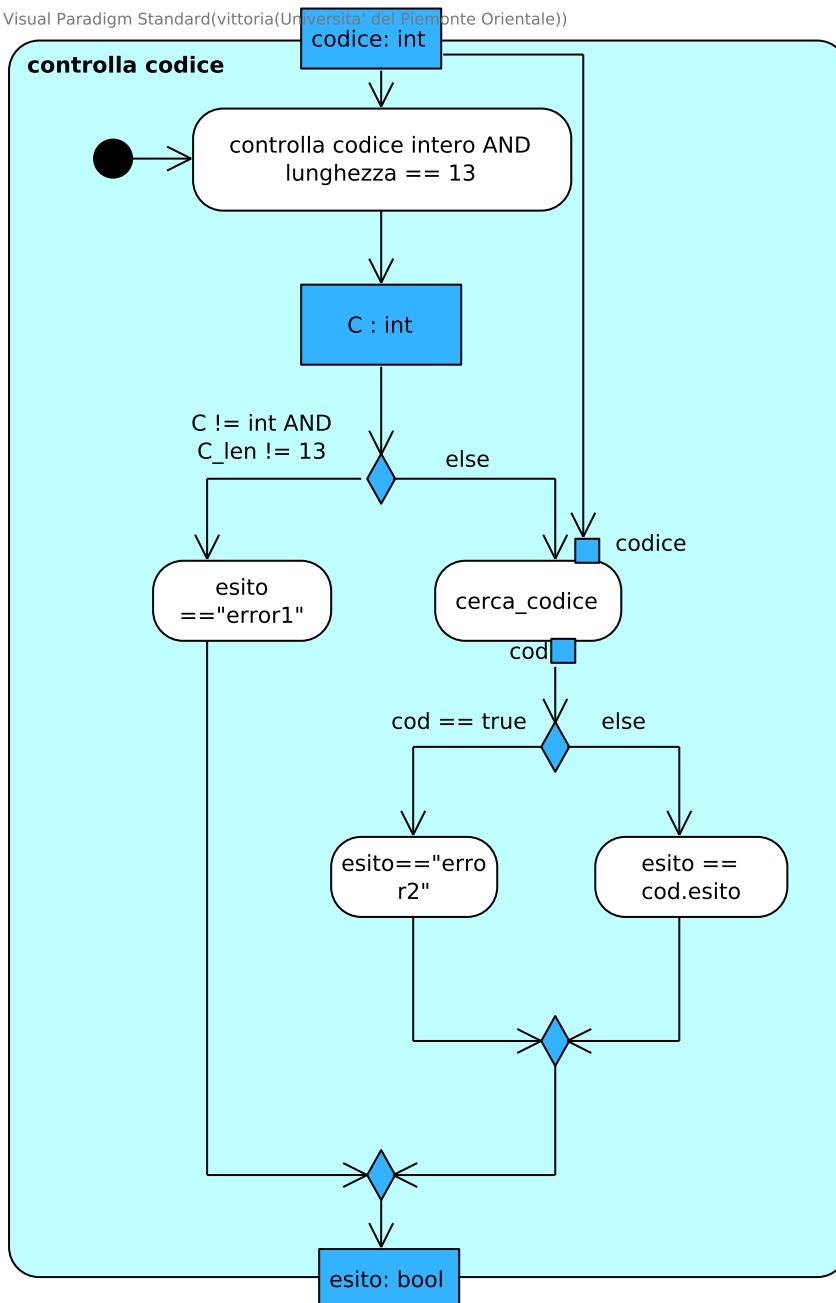 Visual Paradigm Standard(vittoria(Universita' del Piemonte Orientale))
codice: int
controlla codice
controlla codice intero AND
lunghezza == 13
C : int
C != int AND
C_len != 13
else
codice
esito
=="error1"
cerca_codice
cod
cod == true
else
esito=="erro
r2"
esito ==
cod.esito
esito: bool